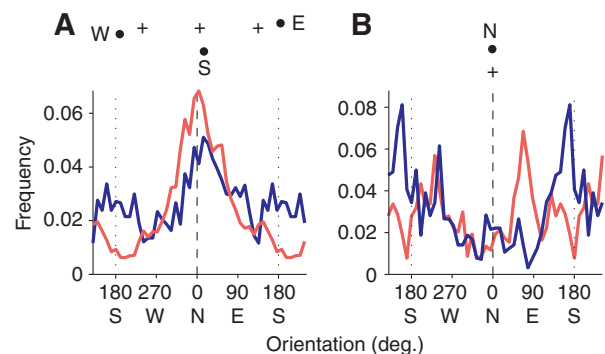 A
W ● + + + ● E
● S
Frequency
0.06
0.04
0.02
0
180 270 0 90 180
S W N E S
B
N
●
+
0.08
0.06
0.04
0.02
0
180 270 0 90 180
S W N E S
Orientation (deg.)